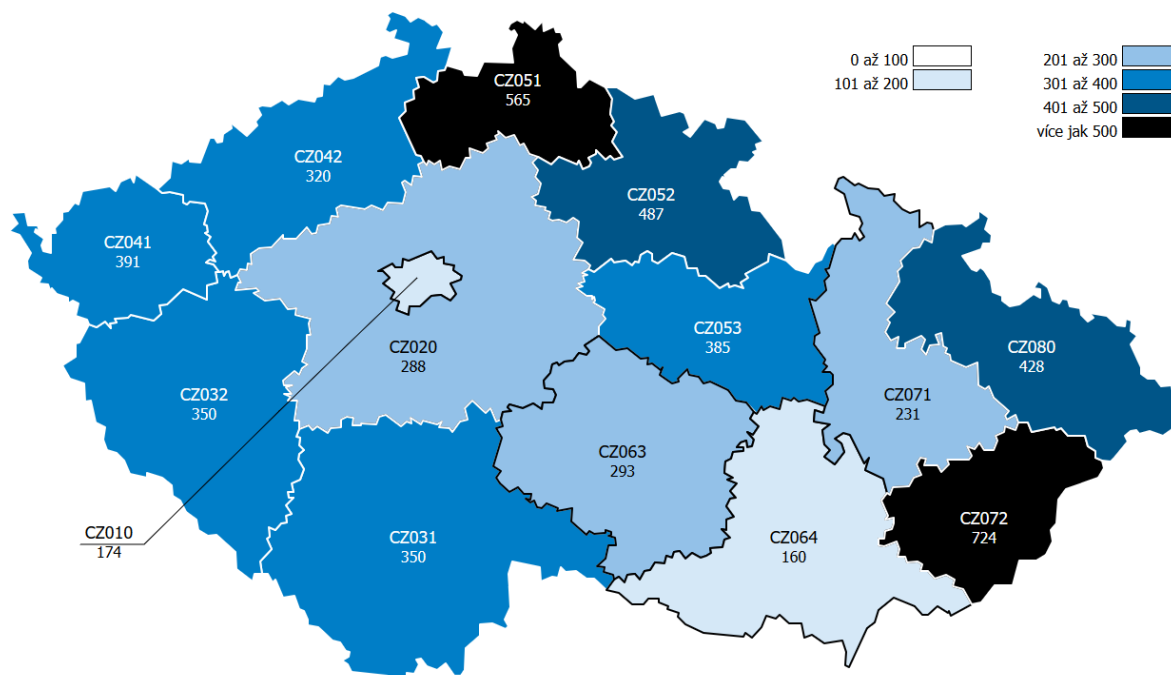 0 až 100
101 až 200
201 až 300
301 až 400
401 až 500
více jak 500
CZ051
565
CZ042
320
CZ052
487
CZ041
391
CZ053
385
CZ020
288
CZ080
428
CZ032
350
CZ071
231
CZ063
293
CZ072
724
CZ010
174
CZ031
350
CZ064
160